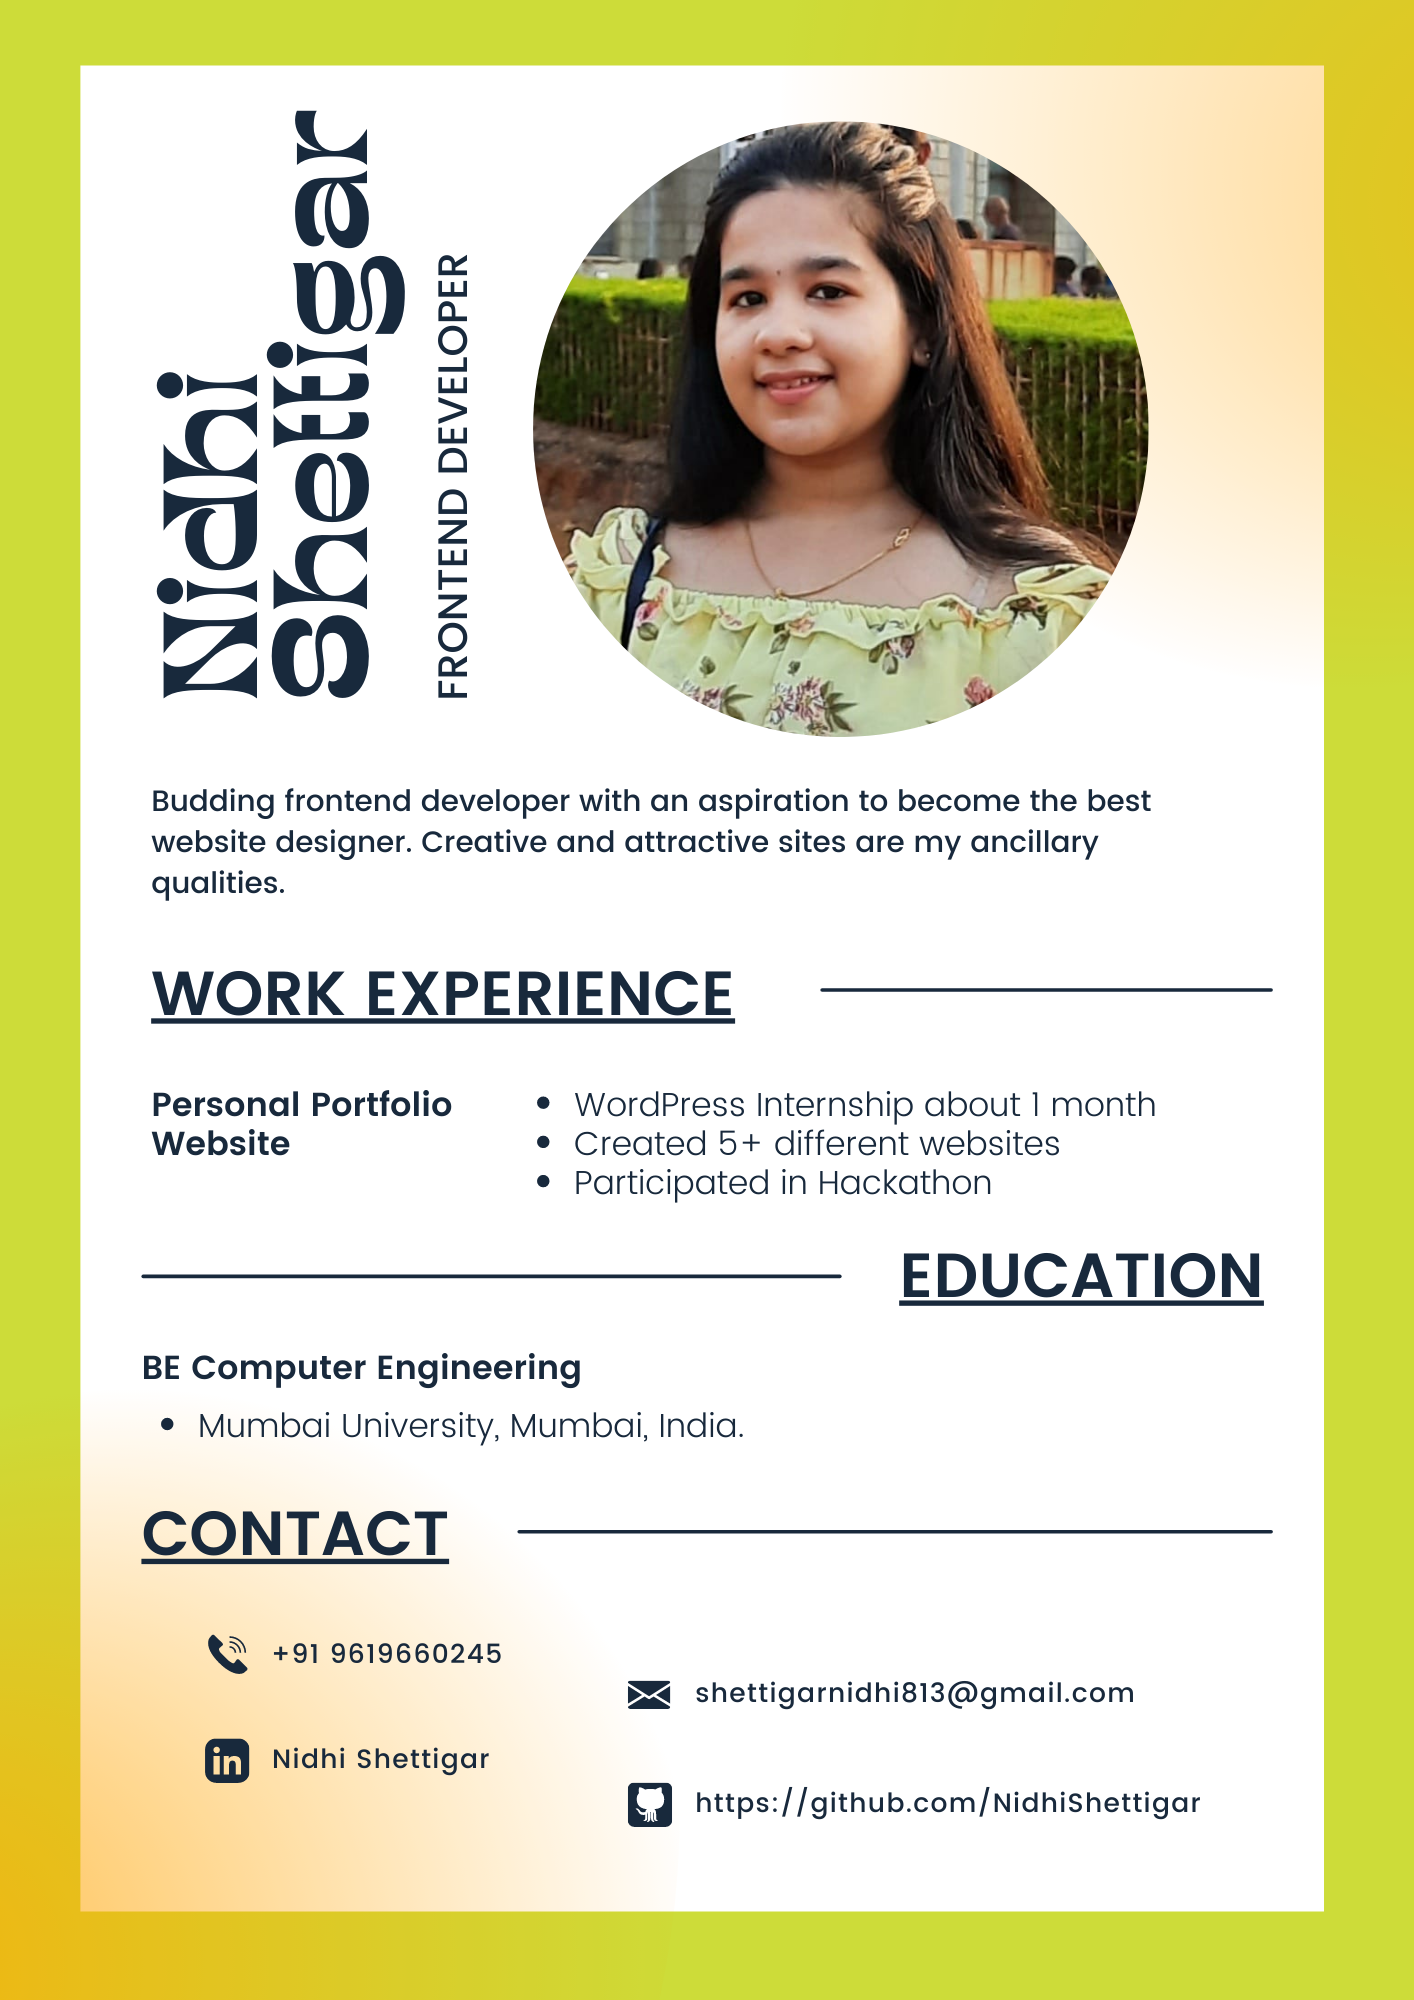 Nidhi
Shettigar
FRONTEND DEVELOPER
Budding frontend developer with an aspiration to become the best
website designer. Creative and attractive sites are my ancillary
qualities.
WORK EXPERIENCE
Personal Portfolio
Website
• WordPress Internship about 1 month
• Created 5+ different websites
• Participated in Hackathon
EDUCATION
BE Computer Engineering
• Mumbai University, Mumbai, India.
CONTACT
+91 9619660245
shettigarnidhi813@gmail.com
in Nidhi Shettigar
https://github.com/NidhiShettigar